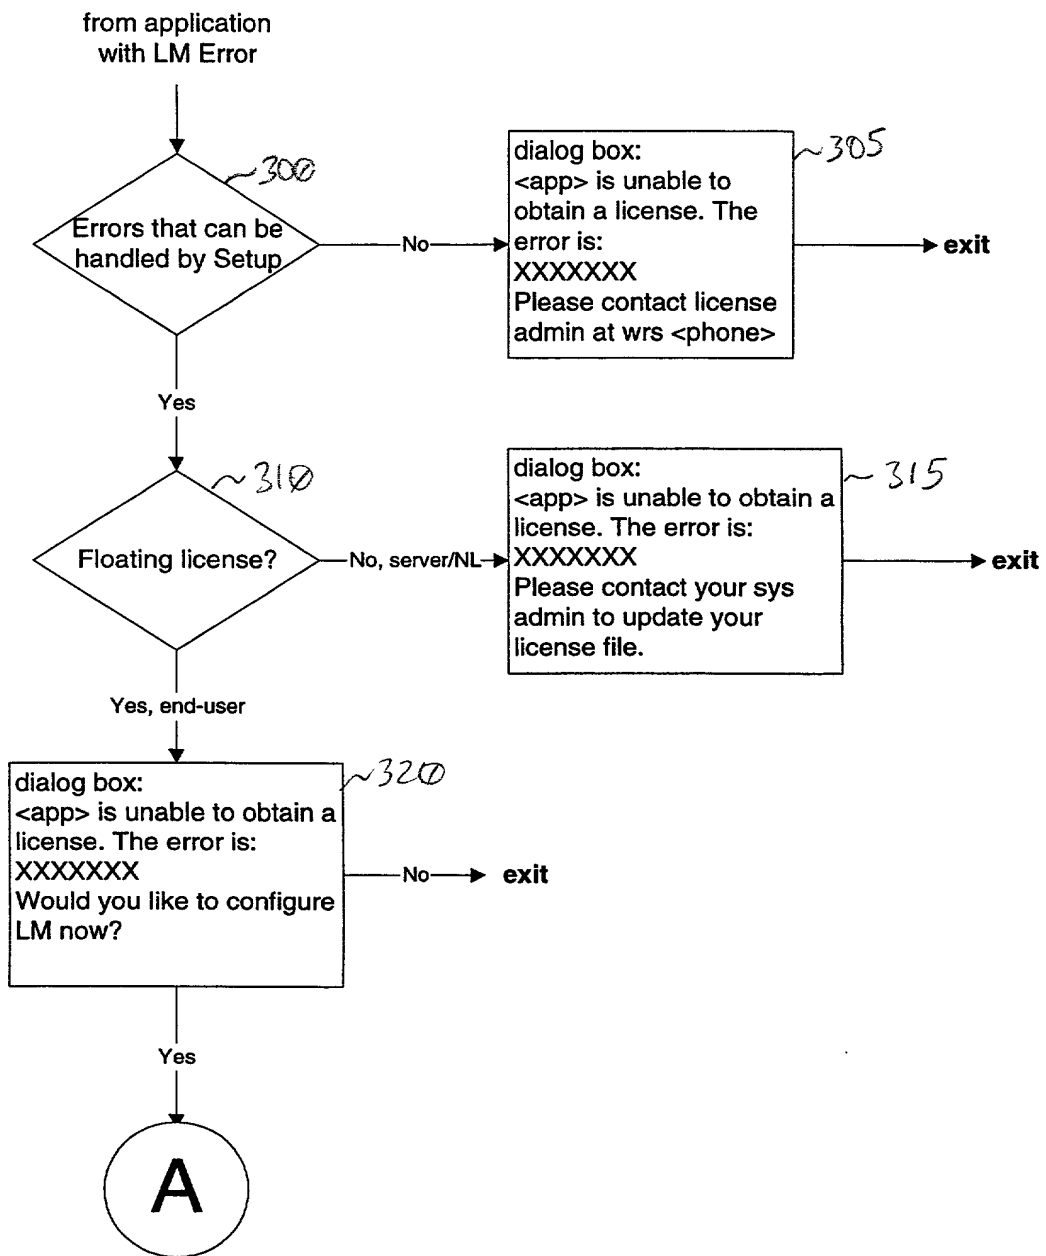 from application
with LM Error
300
Errors that can be
handled by Setup
No
dialog box:
<app> is unable to
obtain a license. The
error is:
XXXXXXX
Please contact license
admin at wrs <phone>
305
exit
Yes
310
Floating license?
No, server/NL
dialog box:
<app> is unable to obtain a
license. The error is:
XXXXXXX
Please contact your sys
admin to update your
license file.
315
exit
Yes, end-user
dialog box:
<app> is unable to obtain a
license. The error is:
XXXXXXX
Would you like to configure
LM now?
320
No
exit
Yes
A